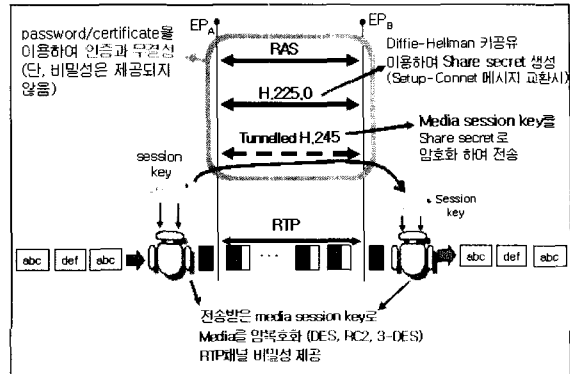 password/certificate을
이용하여 인증과 무결성
(단, 비밀성은 제공되지
않음)
EPA
EPB
RAS
H.225.0
Tunnelled H.245
Diffie-Hellman 키공유
이용하며 Share secret 생성
(Setup-Connet 메시지 교환시)
Media session key를
Share secret로
암호화 하여 전송
session
key
Session
key
RTP
abc def abc
...
abc def abc
전송받은 media session key로
Media를 암복호화 (DES, RC2, 3-DES)
RTP채널 비밀성 제공